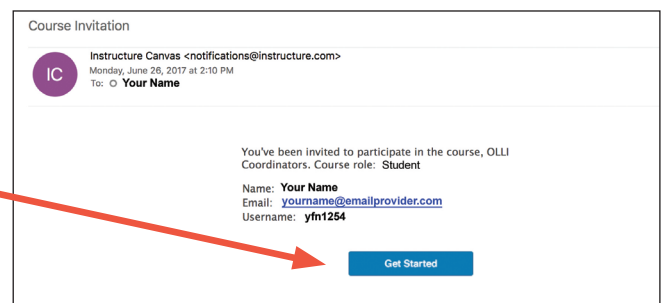 Course Invitation
IC
Instructure Canvas <notifications@instructure.com>
Monday, June 26, 2017 at 2:10 PM
To: Your Name
You've been invited to participate in the course, OLLI
Coordinators. Course role: Student
Name: Your Name
Email: yourname@emailprovider.com
Username: yfn1254
Get Started